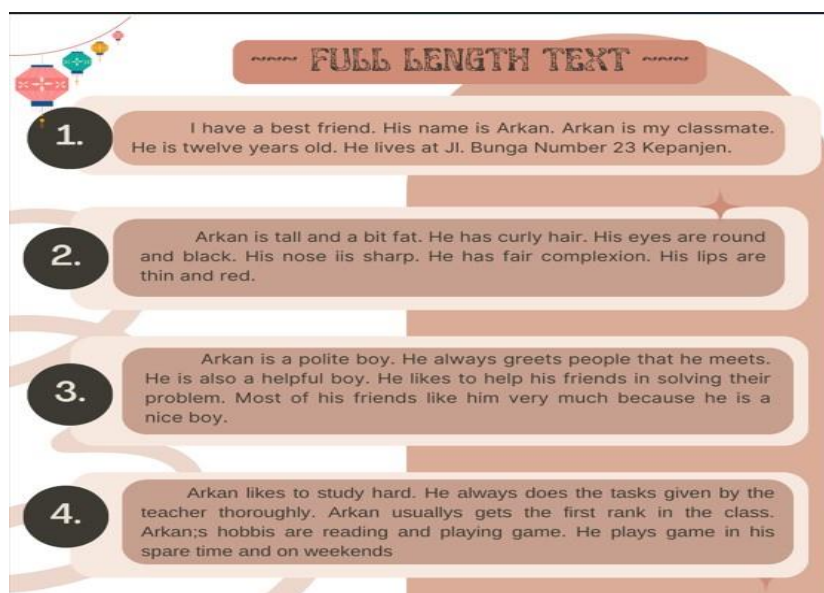 ~~~~ FULL LENGTH TEXT ~~~~
1.
I have a best friend. His name is Arkan. Arkan is my classmate.
He is twelve years old. He lives at Jl. Bunga Number 23 Kepanjen.
2.
Arkan is tall and a bit fat. He has curly hair. His eyes are round
and black. His nose iis sharp. He has fair complexion. His lips are
thin and red.
3.
Arkan is a polite boy. He always greets people that he meets.
He is also a helpful boy. He likes to help his friends in solving their
problem. Most of his friends like him very much because he is a
nice boy.
4.
Arkan likes to study hard. He always does the tasks given by the
teacher thoroughly. Arkan usuallys gets the first rank in the class.
Arkan;s hobbis are reading and playing game. He plays game in his
spare time and on weekends